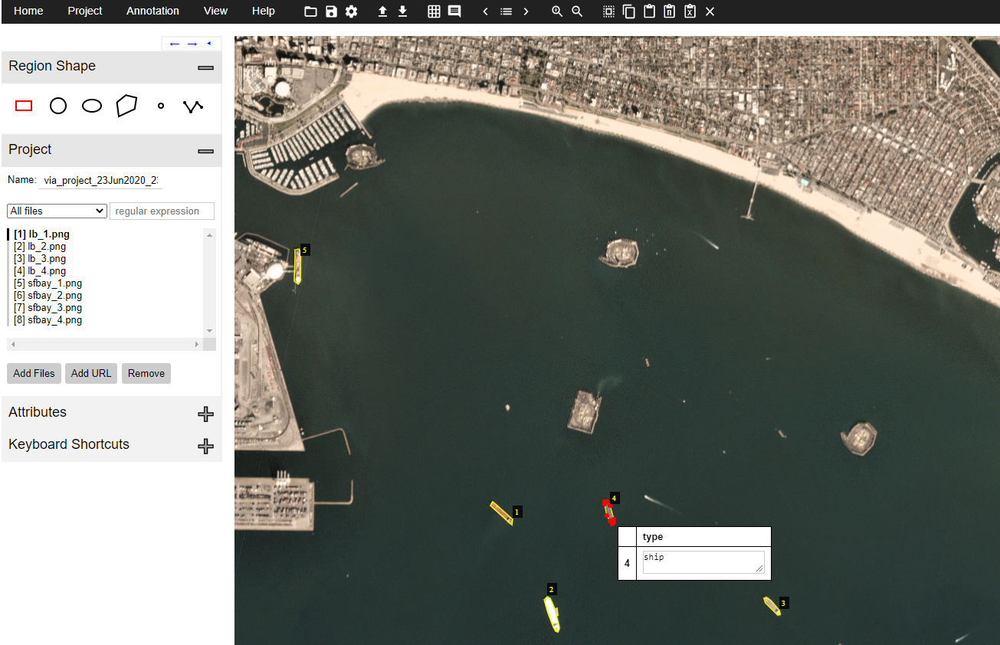 Home Project Annotation View Help
Region Shape
Project
Name: via_project_23Jun2020_2
All files regular expression
[1] lb_1.png
[2] lb_2.png
[3] lb_3.png
[4] lb_4.png
[5] sfbay_1.png
[6] sfbay_2.png
[7] sfbay_3.png
[8] sfbay_4.png
Add Files Add URL Remove
Attributes
Keyboard Shortcuts
5
4
1
type
4 ship
2
3